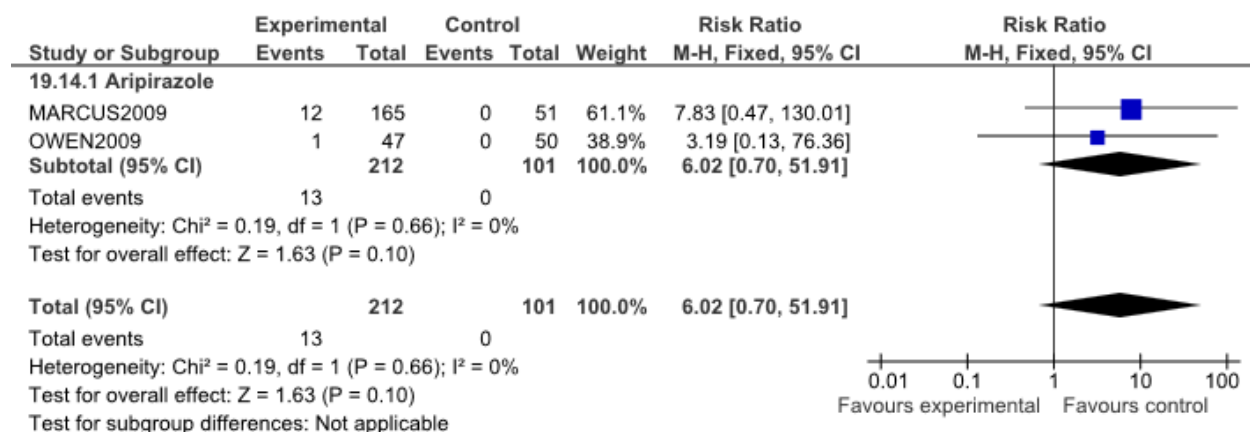 Experimental Control Risk Ratio Risk Ratio
Study or Subgroup Events Total Events Total Weight M-H, Fixed, 95% CI M-H, Fixed, 95% CI
19.14.1 Aripirazole
MARCUS2009 12 165 0 51 61.1% 7.83 [0.47, 130.01]
OWEN2009 1 47 0 50 38.9% 3.19 [0.13, 76.36]
Subtotal (95% CI) 212 101 100.0% 6.02 [0.70, 51.91]
Total events 13 0
Heterogeneity: Chi² = 0.19, df = 1 (P = 0.66); I² = 0%
Test for overall effect: Z = 1.63 (P = 0.10)
Total (95% CI) 212 101 100.0% 6.02 [0.70, 51.91]
Total events 13 0
Heterogeneity: Chi² = 0.19, df = 1 (P = 0.66); I² = 0%
Test for overall effect: Z = 1.63 (P = 0.10)
Test for subgroup differences: Not applicable
0.01 0.1 1 10 100
Favours experimental Favours control